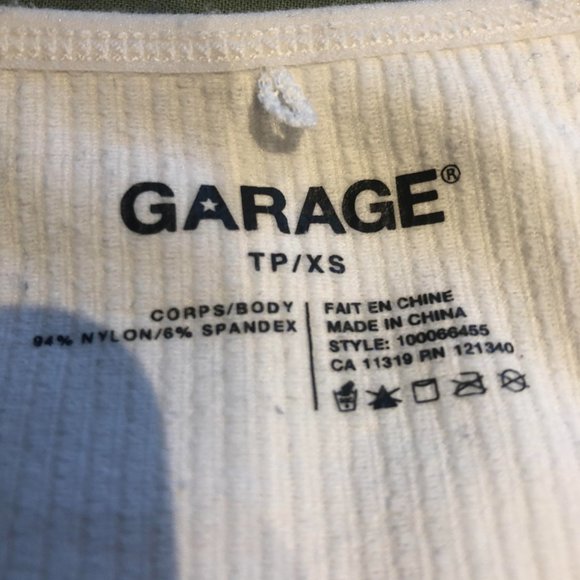 GARAGE®
TP/XS
CORPS/BODY
94% NYLON/6% SPANDEX
FAIT EN CHINE
MADE IN CHINA
STYLE: 100066455
CA 11319 RN 121340